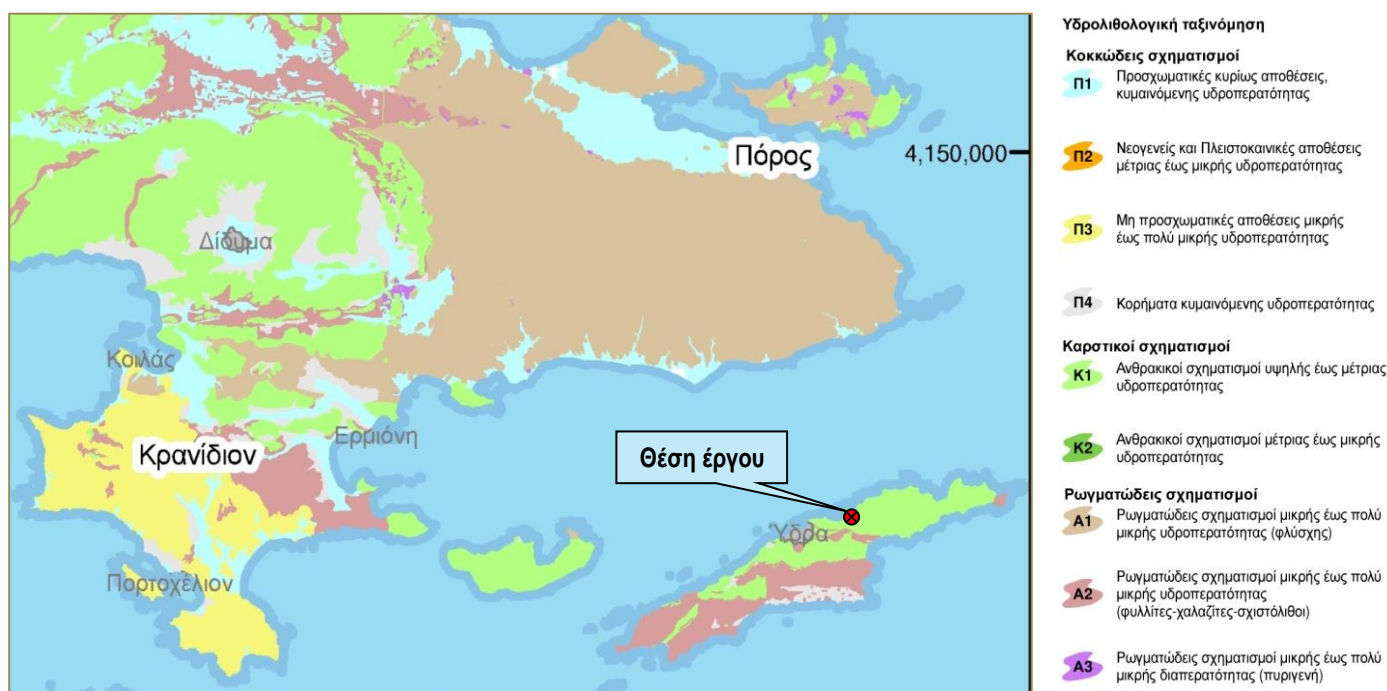 Πόρος
4,150,000
Δίδυμα
Κοιλάς
Κρανίδιον
Ερμιόνη
Θέση έργου
Ύδρα
Πορτοχέλιον
Υδρολιθολογική ταξινόμηση
Κοκκώδεις σχηματισμοί
Π1
Προσχωματικές κυρίως αποθέσεις,
κυμαινόμενης υδροπερατότητας
Π2
Νεογενείς και Πλειστοκαινικές αποθέσεις
μέτριας έως μικρής υδροπερατότητας
Π3
Μη προσχωματικές αποθέσεις μικρής
έως πολύ μικρής υδροπερατότητας
Π4
Κορήματα κυμαινόμενης υδροπερατότητας
Καρστικοί σχηματισμοί
Κ1
Ανθρακικοί σχηματισμοί υψηλής έως μέτριας
υδροπερατότητας
Κ2
Ανθρακικοί σχηματισμοί μέτριας έως μικρής
υδροπερατότητας
Ρωγματώδεις σχηματισμοί
Α1
Ρωγματώδεις σχηματισμοί μικρής έως πολύ
μικρής υδροπερατότητας (φλύσχης)
Α2
Ρωγματώδεις σχηματισμοί μικρής έως πολύ
μικρής υδροπερατότητας
(φυλλίτες-χαλαζίτες-σχιστόλιθοι)
Α3
Ρωγματώδεις σχηματισμοί μικρής έως πολύ
μικρής διαπερατότητας (πυριγενή)